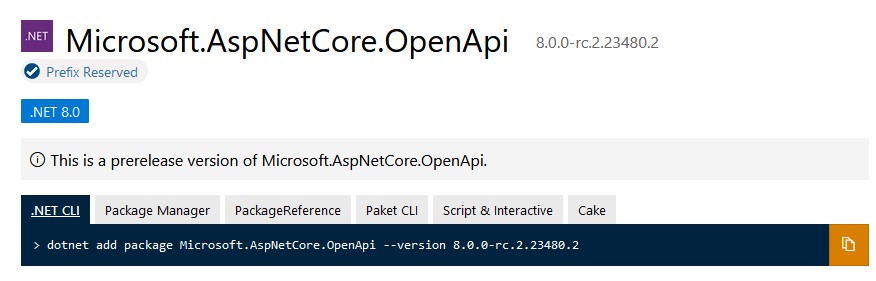 .NET Microsoft.AspNetCore.OpenApi 8.0.0-rc.2.23480.2
Prefix Reserved
.NET 8.0
This is a prerelease version of Microsoft.AspNetCore.OpenApi.
.NET CLI Package Manager PackageReference Paket CLI Script & Interactive Cake
> dotnet add package Microsoft.AspNetCore.OpenApi --version 8.0.0-rc.2.23480.2